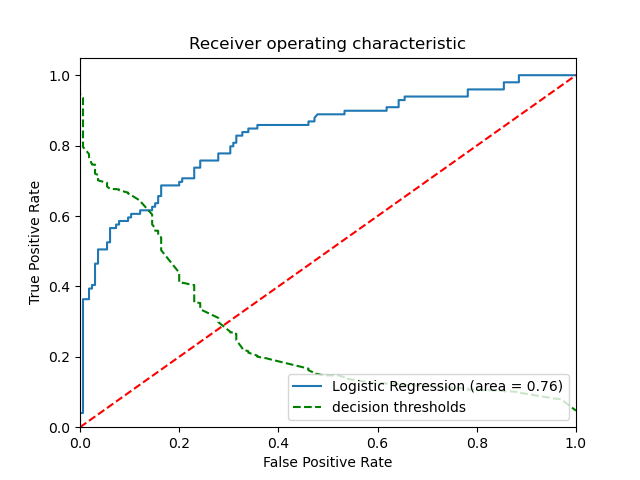 Receiver operating characteristic
True Positive Rate
1.0
0.8
0.6
0.4
0.2
0.0
0.0 0.2 0.4 0.6 0.8 1.0
False Positive Rate
Logistic Regression (area = 0.76)
decision thresholds